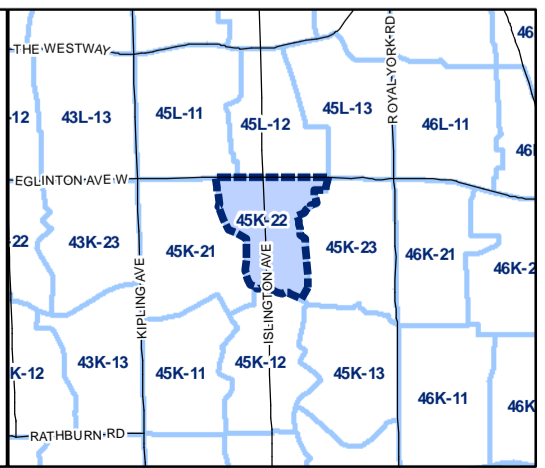 46
THE WESTWAY
ROYAL YORK RD
-12
43L-13
45L-11
45L-12
45L-13
46L-11
46
EGLINTON AVE W
22
43K-23
45K-21
45K-22
45K-23
46K-21
46K-2
KIPLING AVE
ISLINGTON AVE
K-12
43K-13
45K-11
45K-12
45K-13
46K-11
46K
RATHBURN RD